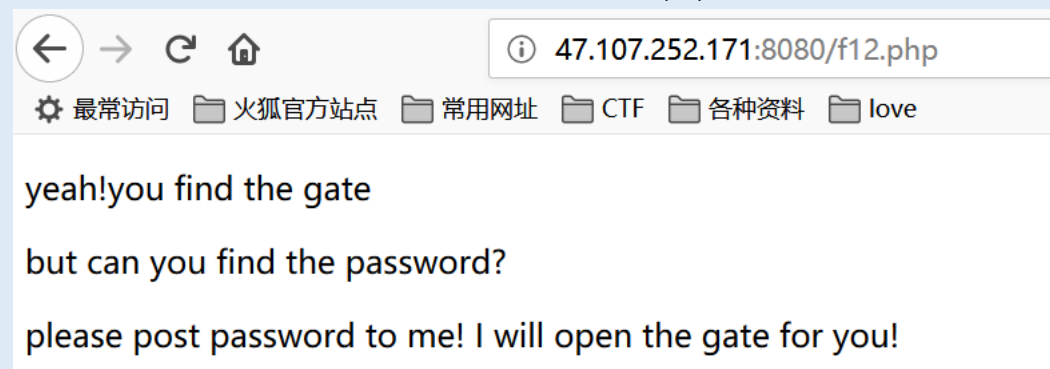 47.107.252.171:8080/f12.php
最常访问 火狐官方站点 常用网址 CTF 各种资料 love
yeah!you find the gate
but can you find the password?
please post password to me! I will open the gate for you!